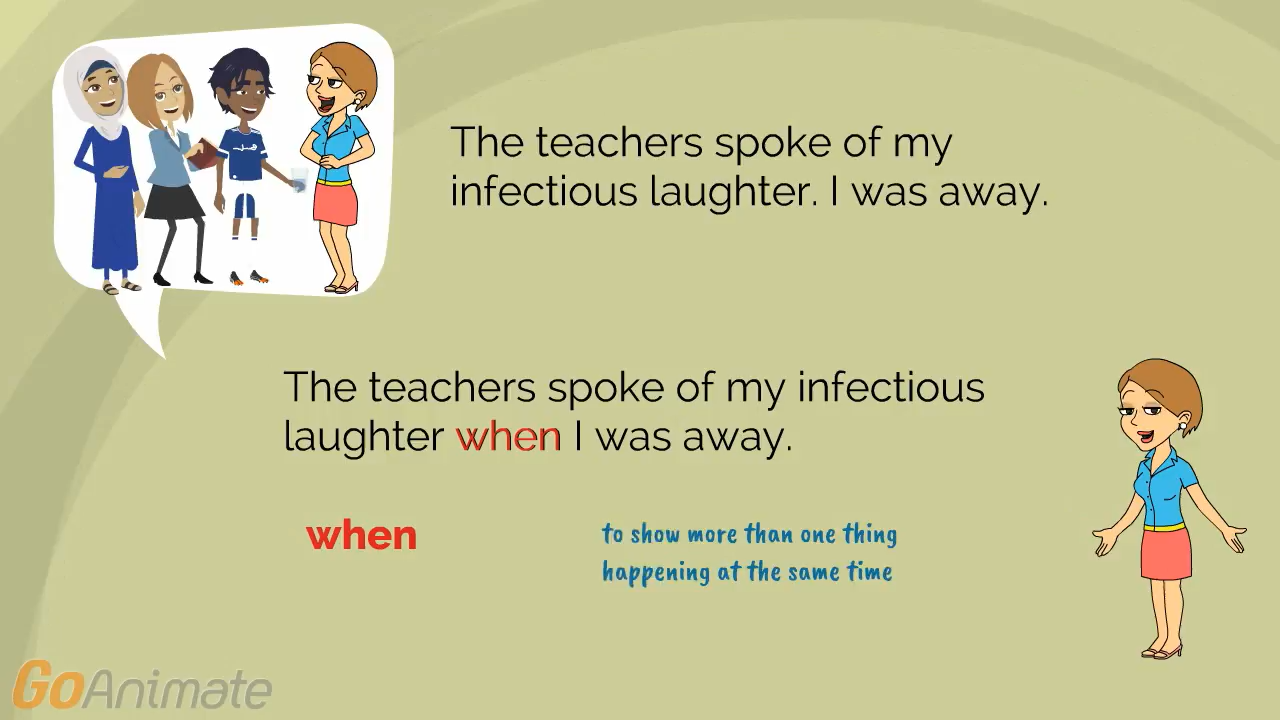 The teachers spoke of my
infectious laughter. I was away.
The teachers spoke of my infectious
laughter when I was away.
when
to show more than one thing
happening at the same time
GoAnimate